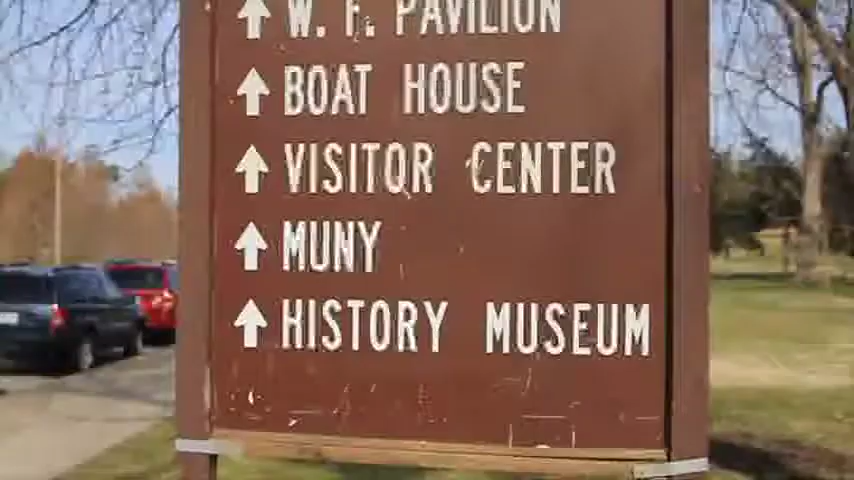 ↑ W. F. PAVILION
↑ BOAT HOUSE
↑ VISITOR CENTER
↑ MUNY
↑ HISTORY MUSEUM